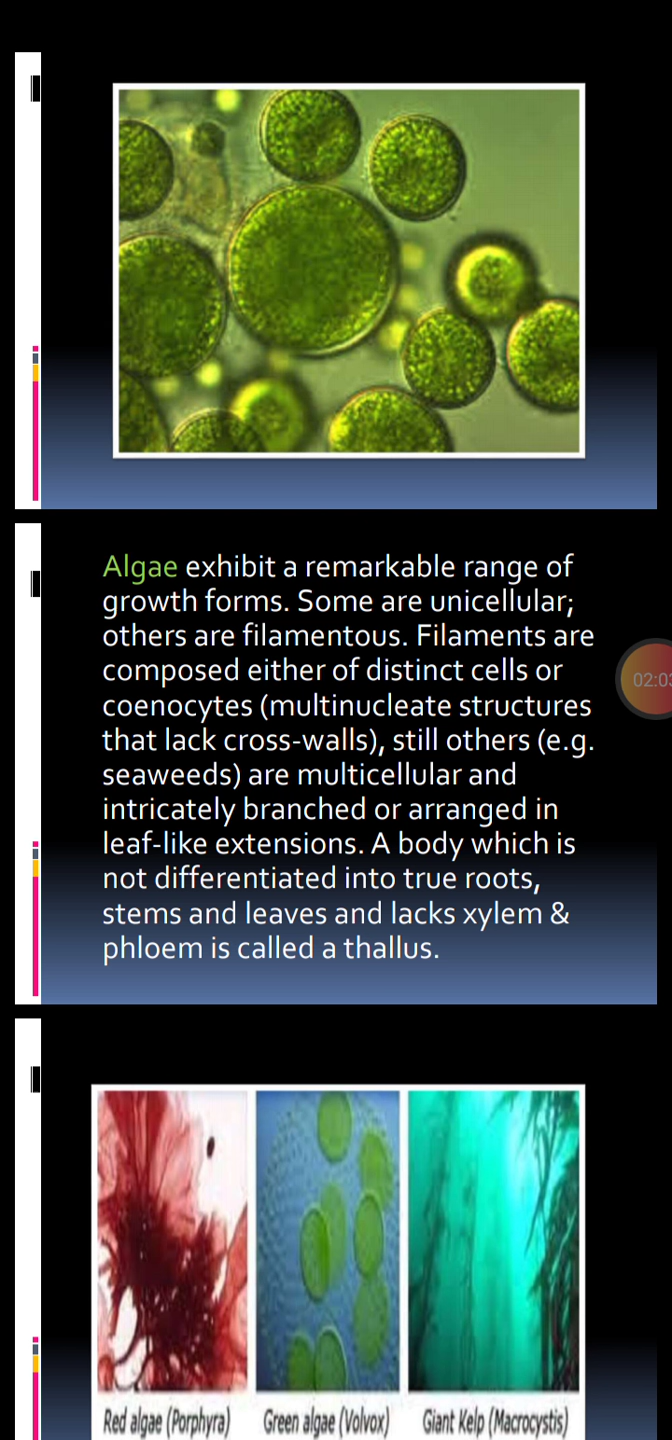 Algae exhibit a remarkable range of
growth forms. Some are unicellular;
others are filamentous. Filaments are
composed either of distinct cells or
coenocytes (multinucleate structures
that lack cross-walls), still others (e.g.
seaweeds) are multicellular and
intricately branched or arranged in
leaf-like extensions. A body which is
not differentiated into true roots,
stems and leaves and lacks xylem &
phloem is called a thallus.
02:03
Red algae (Porphyra) Green algae (Volvox) Giant Kelp (Macrocystis)